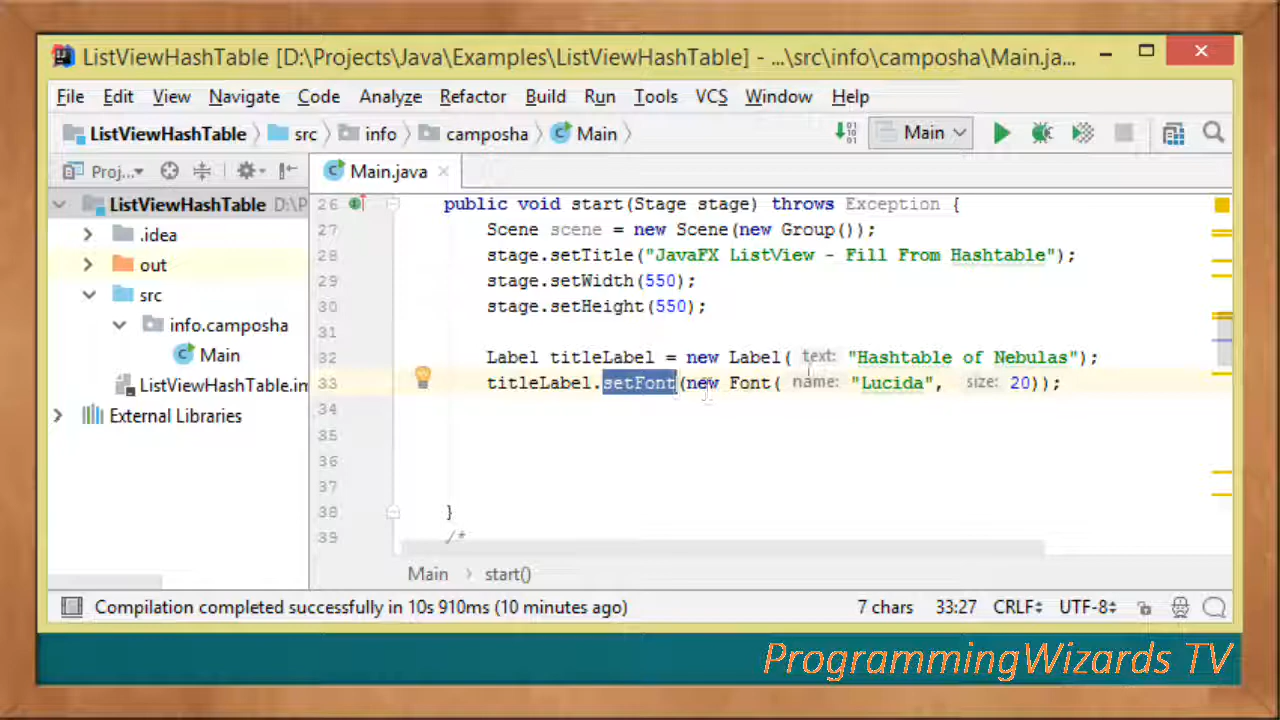 ListViewHashTable [D:\Projects\Java\Examples\ListViewHashTable] - ...\src\info\camposha\Main.ja...
File Edit View Navigate Code Analyze Refactor Build Run Tools VCS Window Help
ListViewHashTable src info camposha Main Main
Proj... Main.java
ListViewHashTable D:\P
.idea
out
src
info.camposha
Main
ListViewHashTable.im
External Libraries
26 public void start(Stage stage) throws Exception {
27 Scene scene = new Scene(new Group());
28 stage.setTitle("JavaFX ListView - Fill From Hashtable");
29 stage.setWidth(550);
30 stage.setHeight(550);
31
32 Label titleLabel = new Label( text: "Hashtable of Nebulas");
33 titleLabel.setFont(new Font( name: "Lucida", size: 20));
34
35
36
37
38 }
39 /*
Main start()
Compilation completed successfully in 10s 910ms (10 minutes ago) 7 chars 33:27 CRLF UTF-8
ProgrammingWizards TV